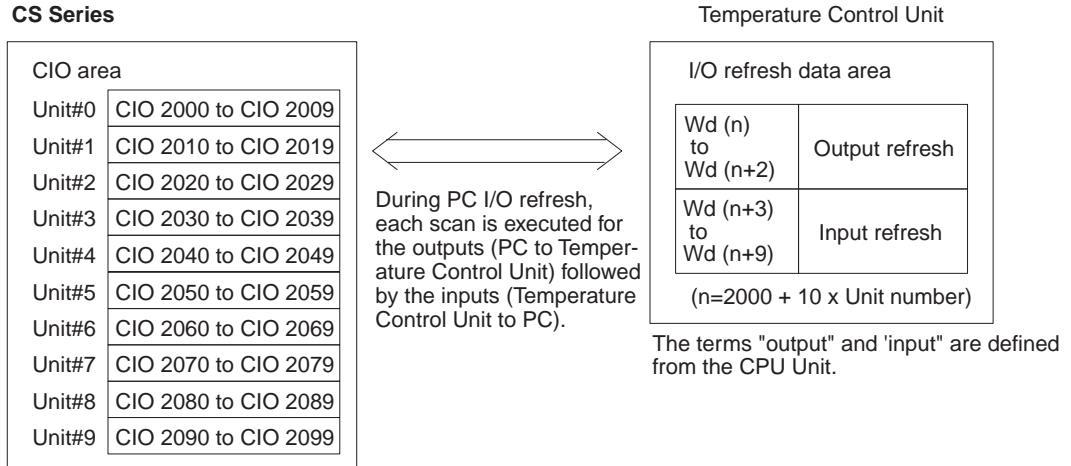 CS Series
CIO area
Unit#0 CIO 2000 to CIO 2009
Unit#1 CIO 2010 to CIO 2019
Unit#2 CIO 2020 to CIO 2029
Unit#3 CIO 2030 to CIO 2039
Unit#4 CIO 2040 to CIO 2049
Unit#5 CIO 2050 to CIO 2059
Unit#6 CIO 2060 to CIO 2069
Unit#7 CIO 2070 to CIO 2079
Unit#8 CIO 2080 to CIO 2089
Unit#9 CIO 2090 to CIO 2099
During PC I/O refresh,
each scan is executed for
the outputs (PC to Temper-
ature Control Unit) followed
by the inputs (Temperature
Control Unit to PC).
Temperature Control Unit
I/O refresh data area
Wd (n)
to
Wd (n+2)
Output refresh
Wd (n+3)
to
Wd (n+9)
Input refresh
(n=2000 + 10 x Unit number)
The terms "output" and 'input" are defined
from the CPU Unit.